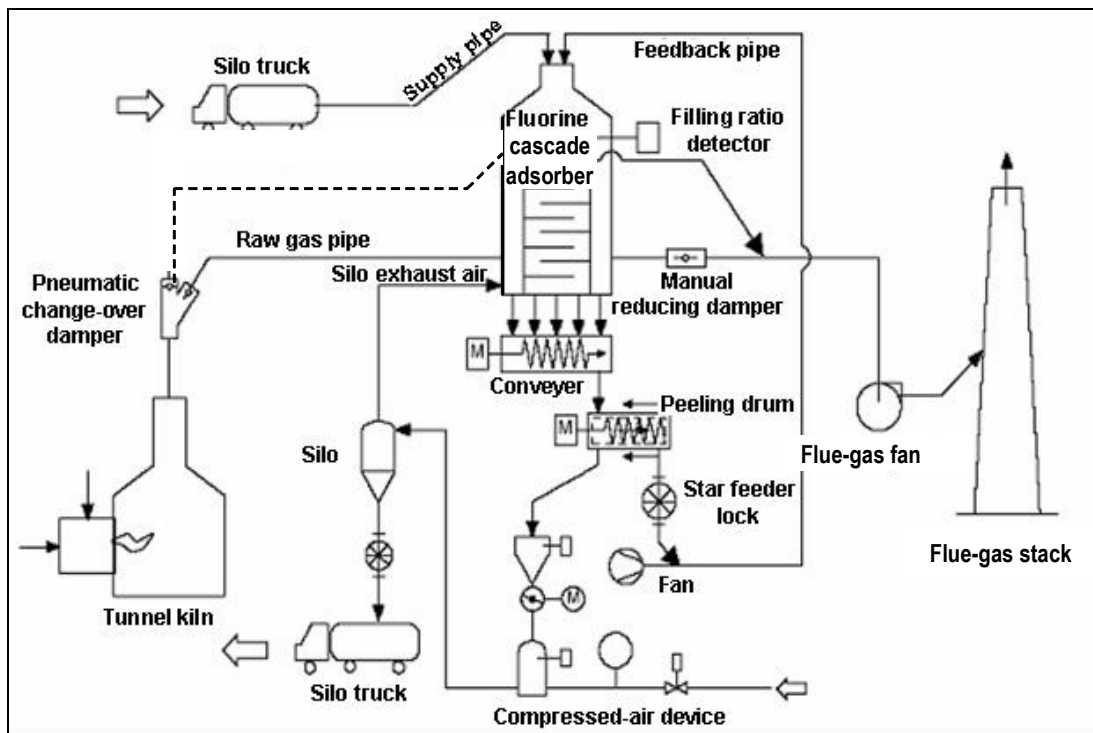 Silo truck
Supply pipe
Feedback pipe
Fluorine
cascade
adsorber
Filling ratio
detector
Raw gas pipe
Silo exhaust air
Pneumatic
change-over
damper
Manual
reducing damper
M
Conveyer
Peeling drum
M
Silo
Flue-gas fan
Star feeder
lock
Flue-gas stack
Fan
Tunnel kiln
M
Silo truck
Compressed-air device